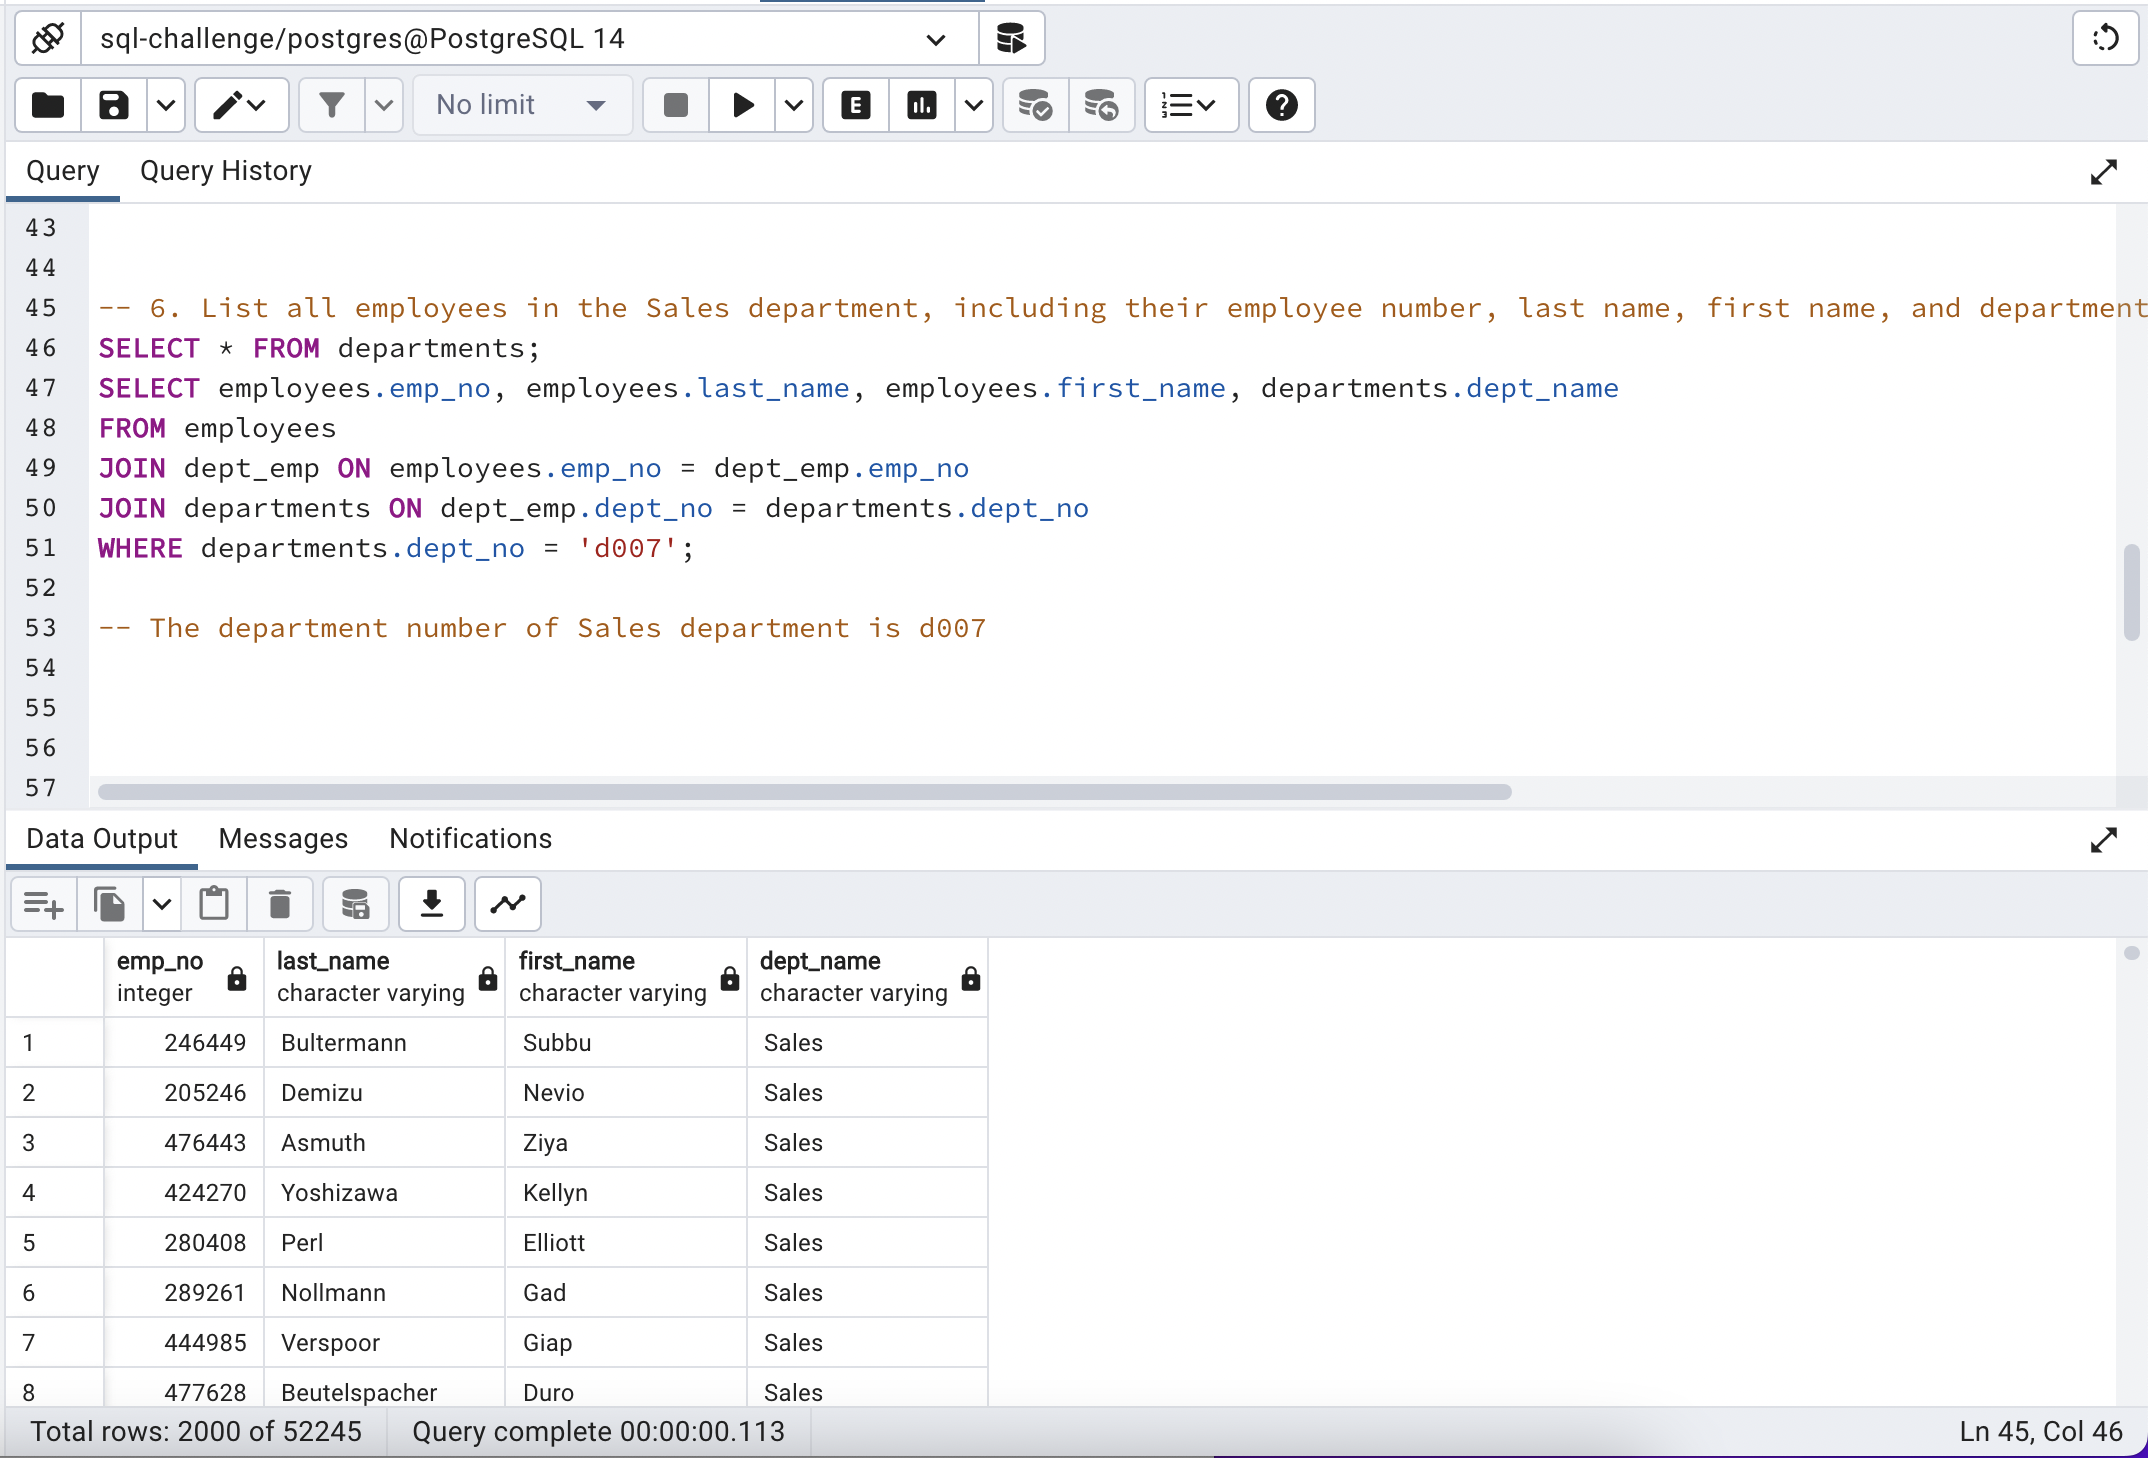 sql-challenge/postgres@PostgreSQL 14
No limit
E
Query Query History
43
44
45 -- 6. List all employees in the Sales department, including their employee number, last name, first name, and department
46 SELECT * FROM departments;
47 SELECT employees.emp_no, employees.last_name, employees.first_name, departments.dept_name
48 FROM employees
49 JOIN dept_emp ON employees.emp_no = dept_emp.emp_no
50 JOIN departments ON dept_emp.dept_no = departments.dept_no
51 WHERE departments.dept_no = 'd007';
52
53 -- The department number of Sales department is d007
54
55
56
57
Data Output Messages Notifications
emp_no last_name first_name dept_name
integer character varying character varying character varying
1 246449 Bultermann Subbu Sales
2 205246 Demizu Nevio Sales
3 476443 Asmuth Ziya Sales
4 424270 Yoshizawa Kellyn Sales
5 280408 Perl Elliott Sales
6 289261 Nollmann Gad Sales
7 444985 Verspoor Giap Sales
8 477628 Beutelspacher Duro Sales
Total rows: 2000 of 52245 Query complete 00:00:00.113 Ln 45, Col 46